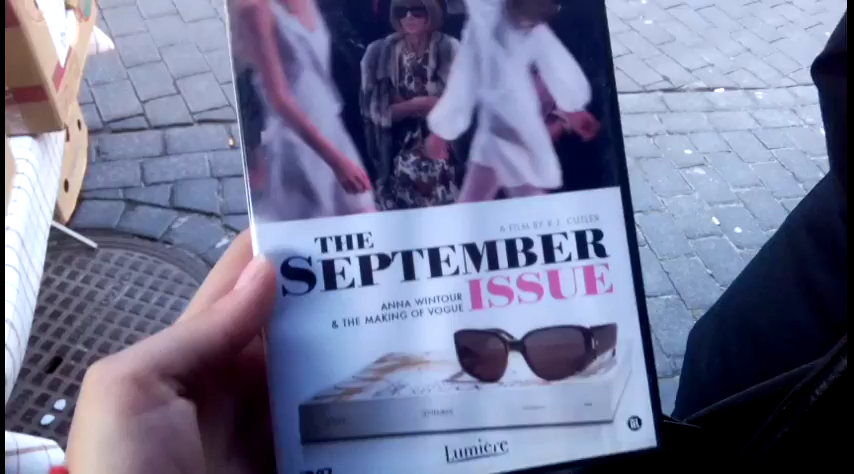 A FILM BY R.J. CUTLER
THE
SEPTEMBER
ISSUE
ANNA WINTOUR
& THE MAKING OF VOGUE
Lumière